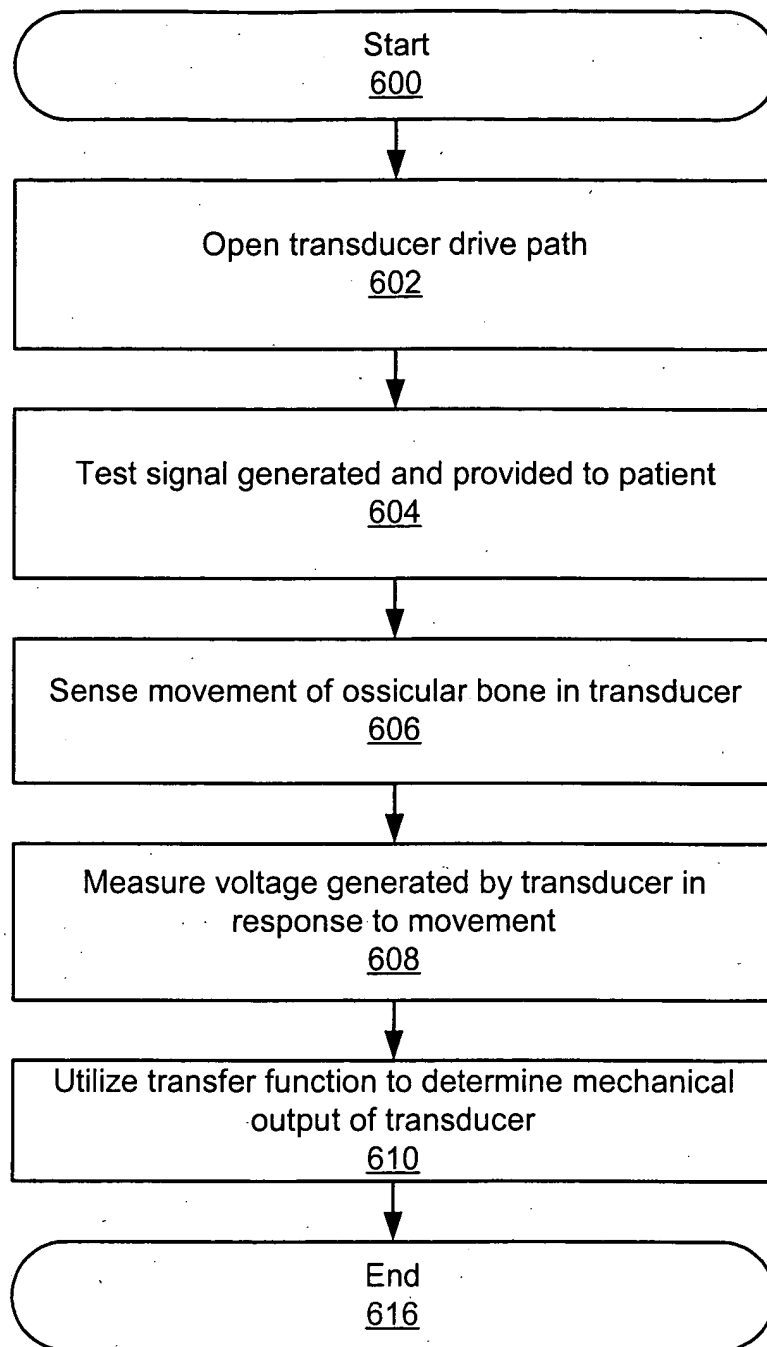 Start
600
Open transducer drive path
602
Test signal generated and provided to patient
604
Sense movement of ossicular bone in transducer
606
Measure voltage generated by transducer in
response to movement
608
Utilize transfer function to determine mechanical
output of transducer
610
End
616